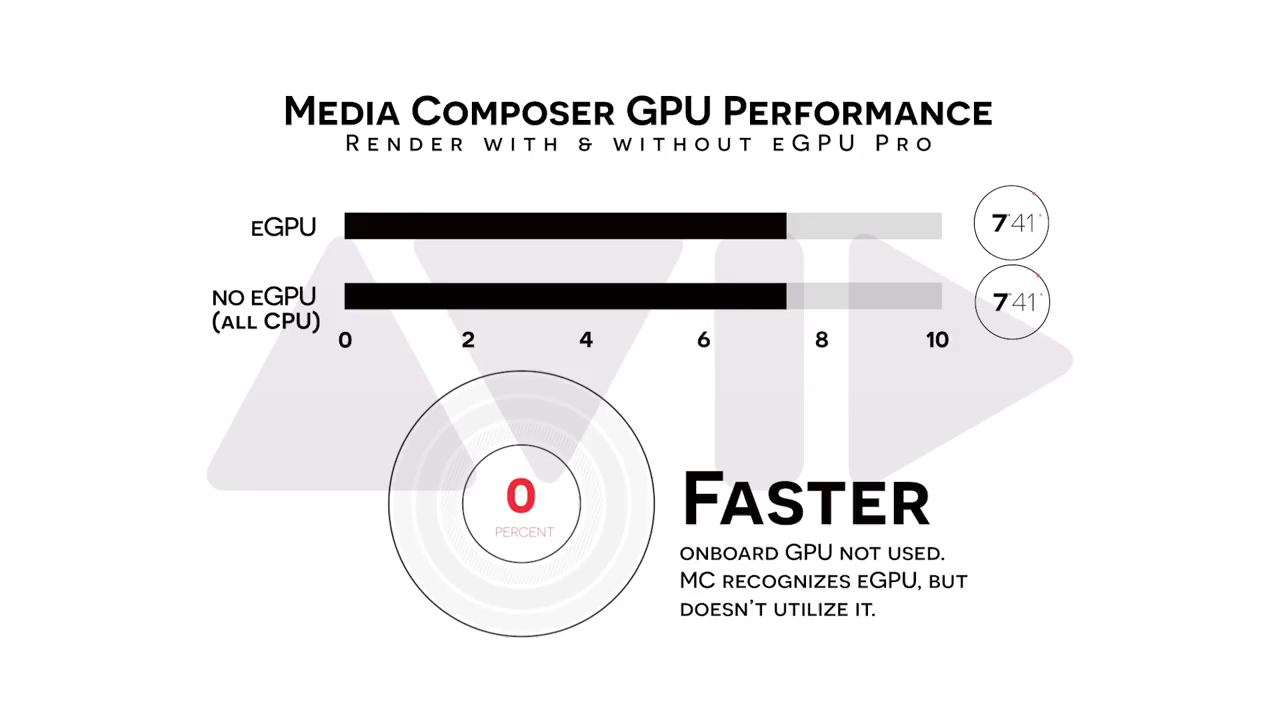 MEDIA COMPOSER GPU PERFORMANCE
RENDER WITH & WITHOUT EGPU PRO
EGPU
7'41"
NO EGPU
(ALL CPU)
7'41"
0 2 4 6 8 10
AVID
0
PERCENT
FASTER
ONBOARD GPU NOT USED.
MC RECOGNIZES EGPU, BUT
DOESN'T UTILIZE IT.